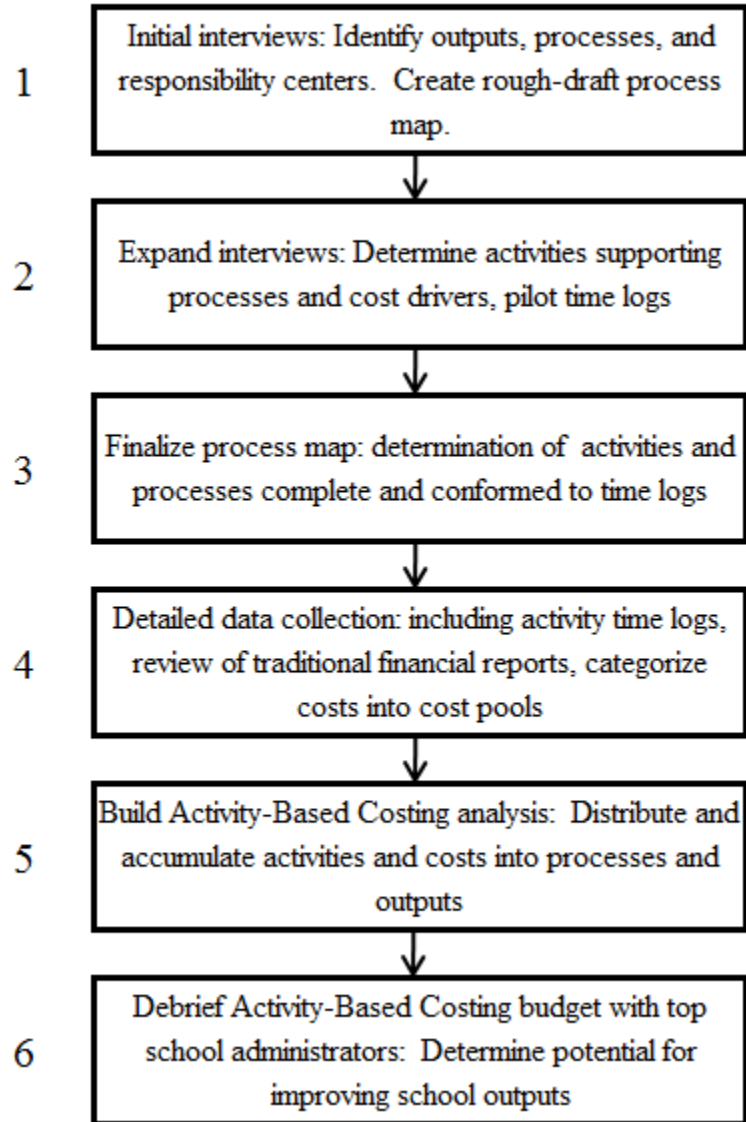 1
Initial interviews: Identify outputs, processes, and
responsibility centers.  Create rough-draft process
map.
2
Expand interviews: Determine activities supporting
processes and cost drivers, pilot time logs
3
Finalize process map: determination of  activities and
processes complete and conformed to time logs
4
Detailed data collection: including activity time logs,
review of traditional financial reports, categorize
costs into cost pools
5
Build Activity-Based Costing analysis:  Distribute and
accumulate activities and costs into processes and
outputs
6
Debrief Activity-Based Costing budget with top
school administrators:  Determine potential for
improving school outputs